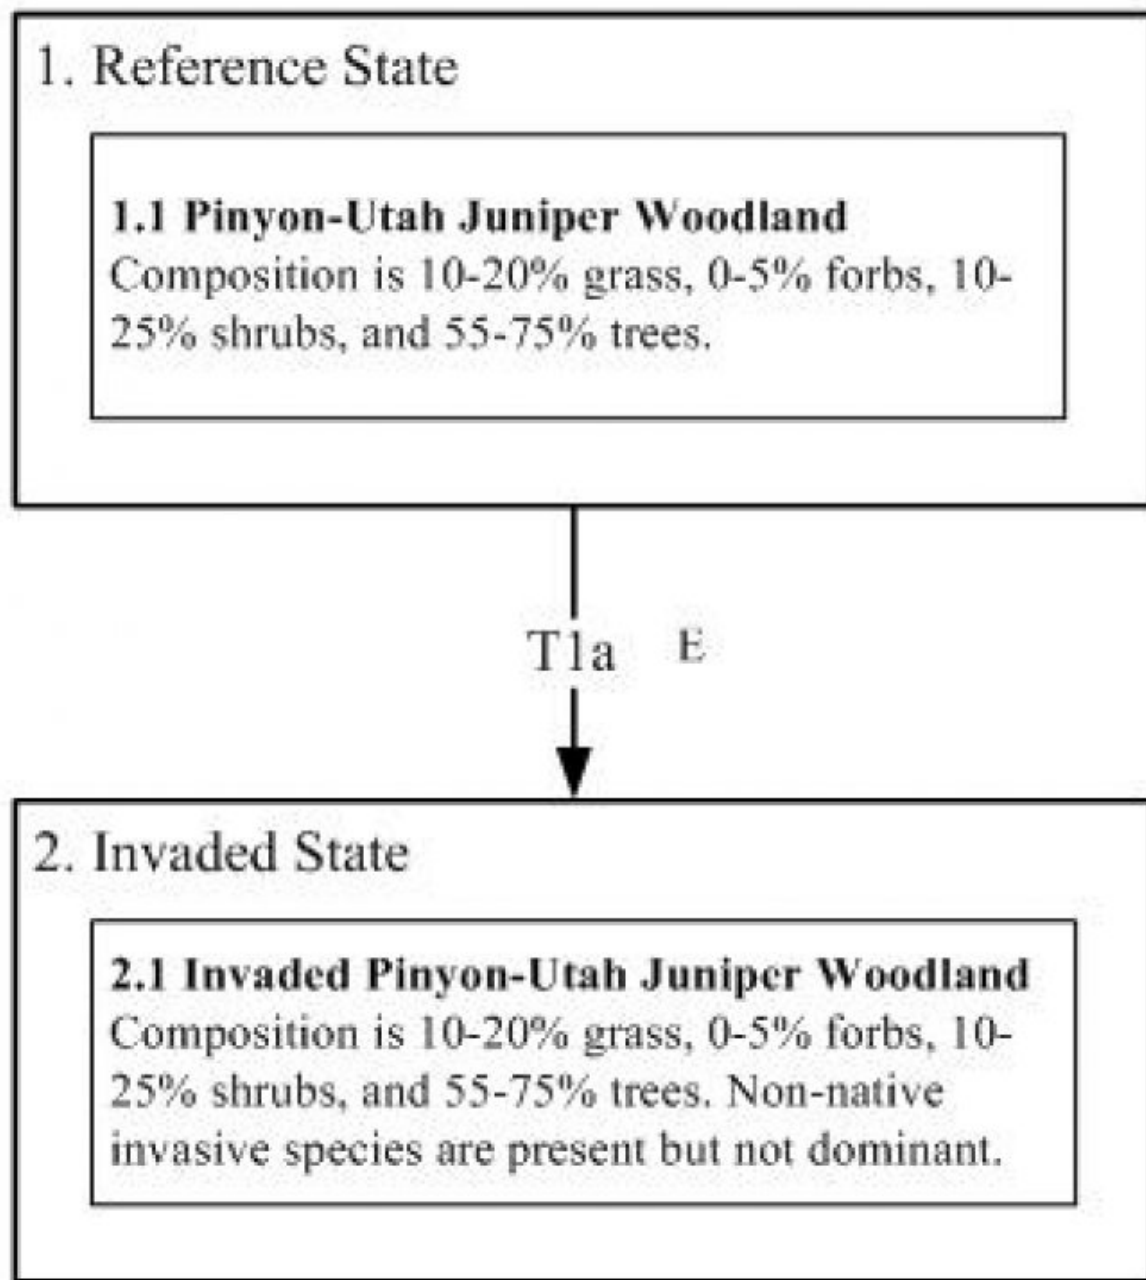 1. Reference State
1.1 Pinyon-Utah Juniper Woodland
Composition is 10-20% grass, 0-5% forbs, 10-
25% shrubs, and 55-75% trees.
T1a E
2. Invaded State
2.1 Invaded Pinyon-Utah Juniper Woodland
Composition is 10-20% grass, 0-5% forbs, 10-
25% shrubs, and 55-75% trees. Non-native
invasive species are present but not dominant.